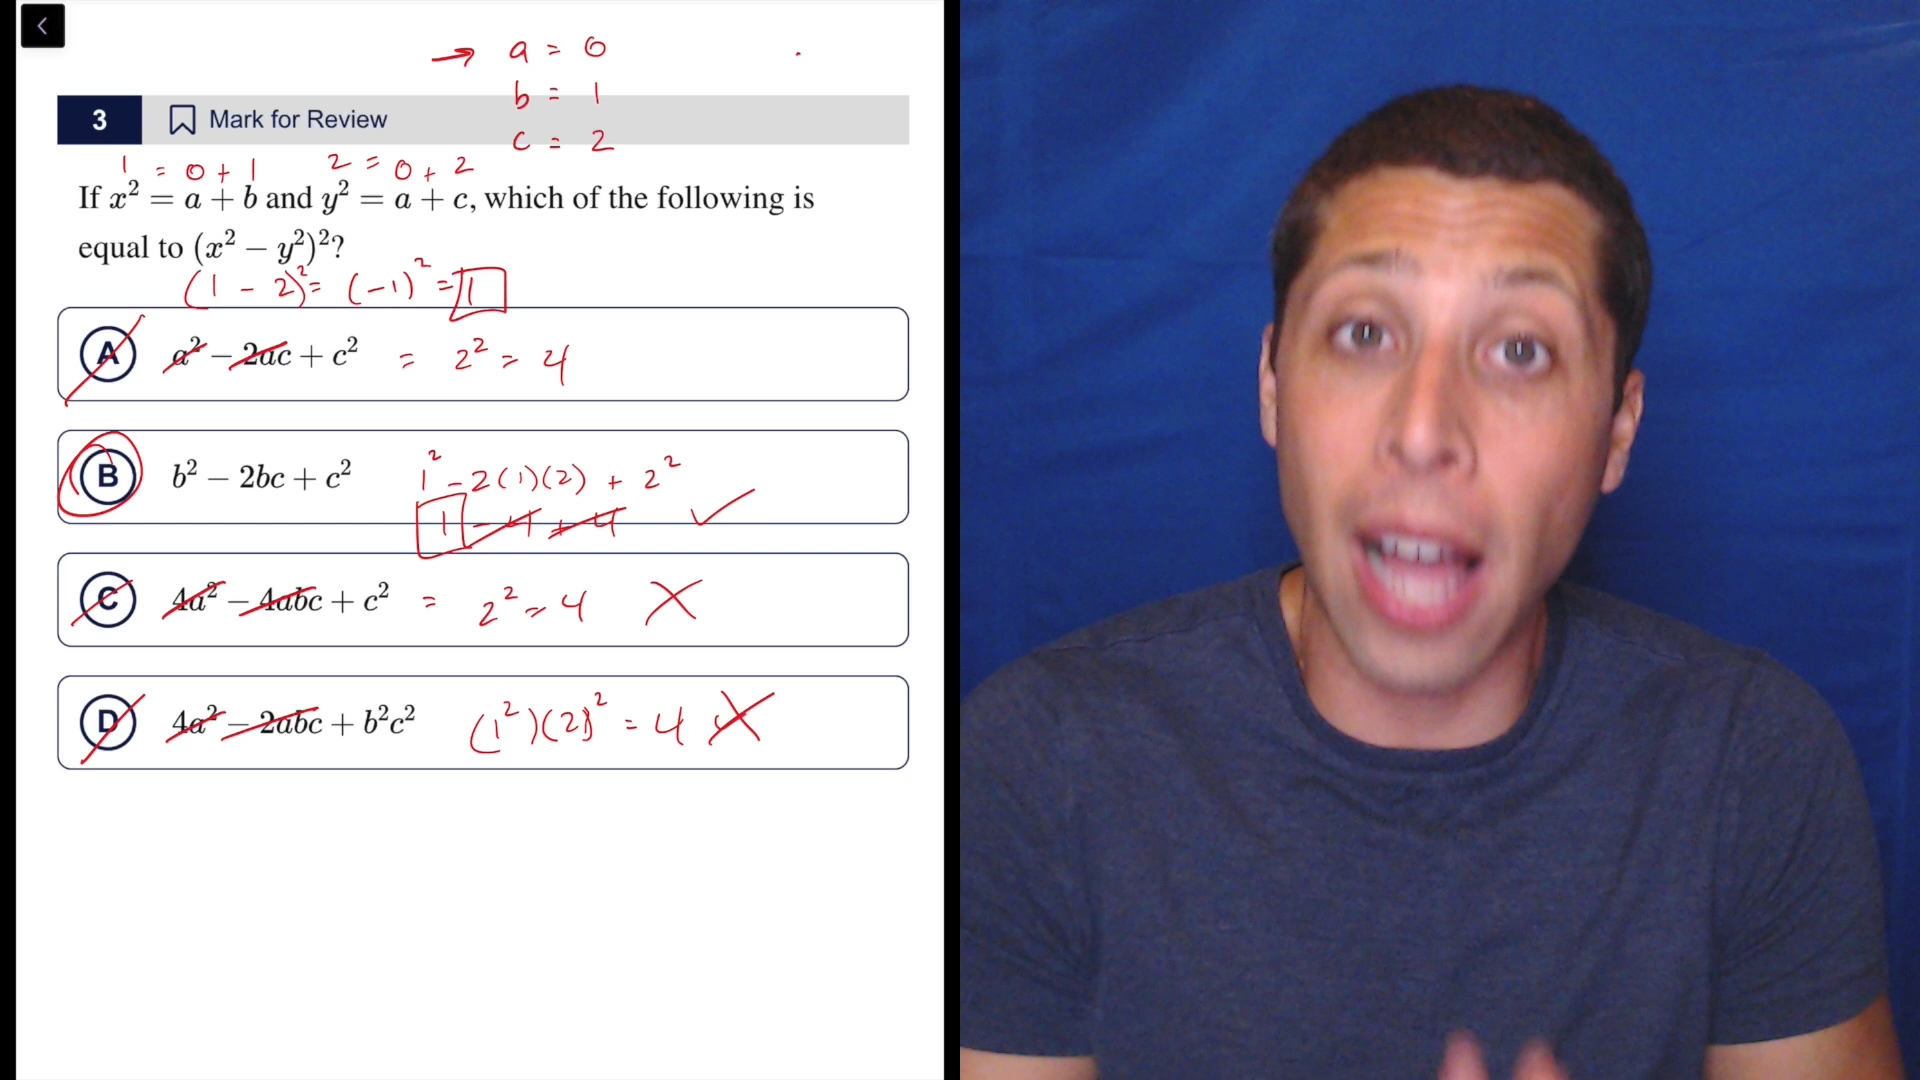 → a = 0
b = 1
3 Mark for Review
c = 2
1 = 0 + 1 2 = 0 + 2
If x² = a + b and y² = a + c, which of the following is
equal to (x² − y²)²?
(1 - 2)² = (-1)² = 1
A a² − 2ac + c² = 2² = 4
B b² − 2bc + c² 1² - 2(1)(2) + 2²
1 - 4 + 4 ✓
C 4a² − 4abc + c² = 2² = 4 X
D 4a² − 2abc + b²c² (1²)(2)² = 4 X